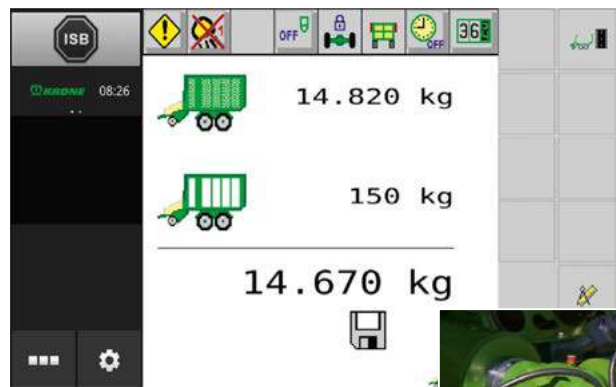 ISB
OFF
OFF
36
KRONE 08:26
14.820 kg
150 kg
14.670 kg